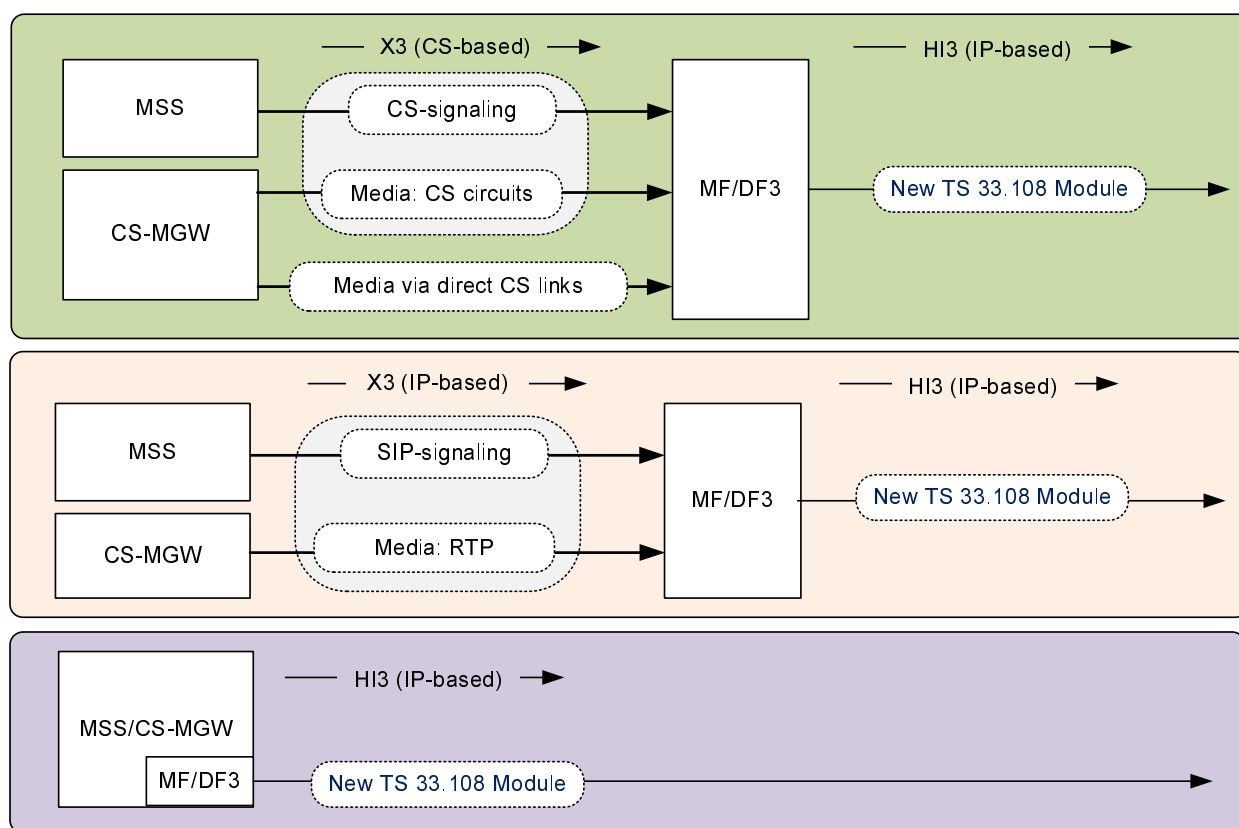 X3 (CS-based)
HI3 (IP-based)
MSS
CS-signaling
Media: CS circuits
MF/DF3
New TS 33.108 Module
CS-MGW
Media via direct CS links
X3 (IP-based)
HI3 (IP-based)
MSS
SIP-signaling
MF/DF3
New TS 33.108 Module
CS-MGW
Media: RTP
HI3 (IP-based)
MSS/CS-MGW
MF/DF3
New TS 33.108 Module